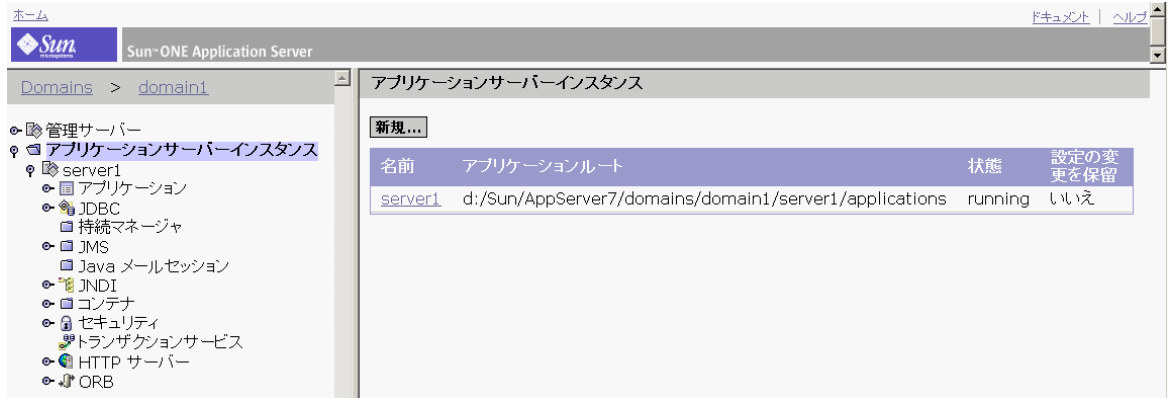 ホーム
ドキュメント | ヘルプ
Sun
microsystems
Sun™ ONE Application Server
Domains > domain1
管理サーバー
アプリケーションサーバーインスタンス
server1
アプリケーション
JDBC
持続マネージャ
JMS
Java メールセッション
JNDI
コンテナ
セキュリティ
トランザクションサービス
HTTP サーバー
ORB
アプリケーションサーバーインスタンス
新規...
名前 アプリケーションルート 状態 設定の変
更を保留
server1 d:/Sun/AppServer7/domains/domain1/server1/applications running いいえ